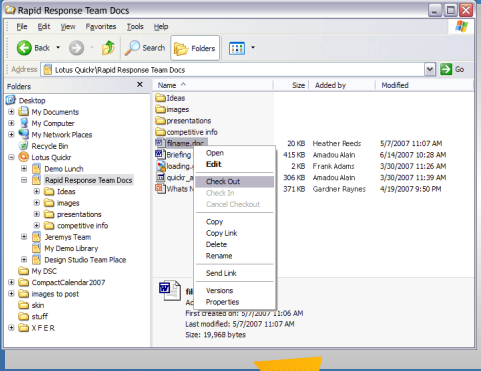 Rapid Response Team Docs
File Edit View Favorites Tools Help
Back Search Folders
Address Lotus Quickr\Rapid Response Team Docs Go
Folders X Name Size Added by Modified
Desktop
My Documents
My Computer
My Network Places
Recycle Bin
Lotus Quickr
Demo Lunch
Rapid Response Team Docs
Ideas
images
presentations
competitive info
Jeremys Team
My Demo Library
Design Studio Team Place
My DSC
CompactCalendar2007
images to post
skin
stuff
X F E R
Ideas
images
presentations
competitive info
filname.doc 20 KB Heather Reeds 5/7/2007 11:07 AM
Briefing 415 KB Amadou Alain 6/14/2007 10:28 AM
loading. 2 KB Frank Adams 3/30/2007 11:26 AM
quickr_a 306 KB Amadou Alain 3/30/2007 11:39 AM
Whats N 371 KB Gardner Raynes 4/19/2007 9:50 PM
Open
Edit
Check Out
Check In
Cancel Checkout
Copy
Copy Link
Delete
Rename
Send Link
Versions
Properties
fil
Ac
First created on: 5/7/2007 11:06 AM
Last modified: 5/7/2007 11:07 AM
Size: 19,968 bytes